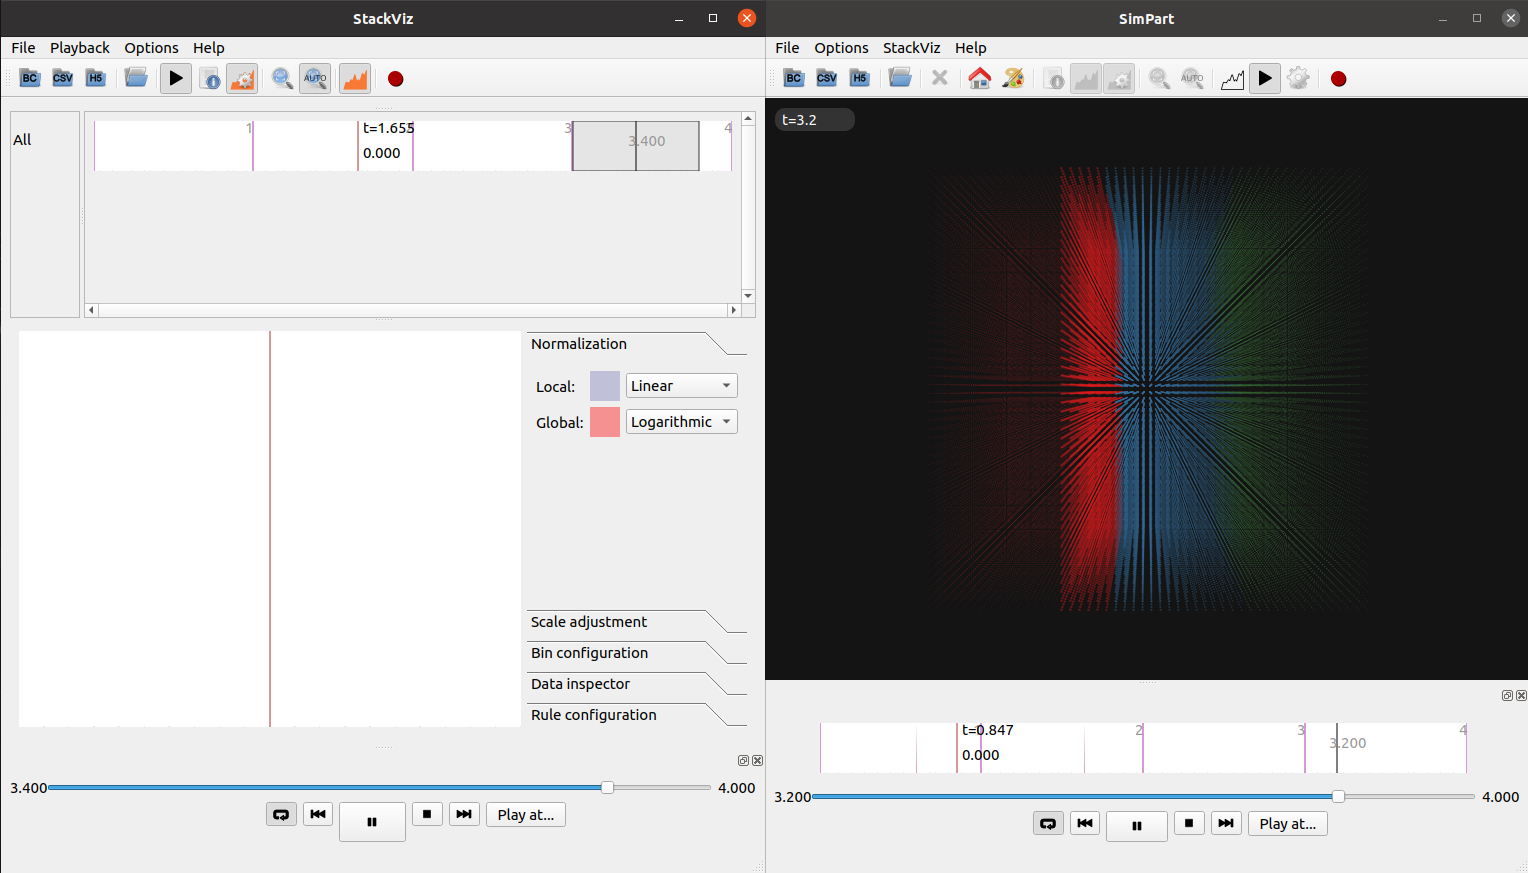 StackViz
File Playback Options Help
BC CSV H5 AUTO
All
1 t=1.655 2 3 4
0.000 3.400
Normalization
Local: Linear
Global: Logarithmic
Scale adjustment
Bin configuration
Data inspector
Rule configuration
3.400 4.000
Play at...
SimPart
File Options StackViz Help
BC CSV H5 AUTO
t=3.2
t=0.847 2 3 4
0.000 3.200
3.200 4.000
Play at...